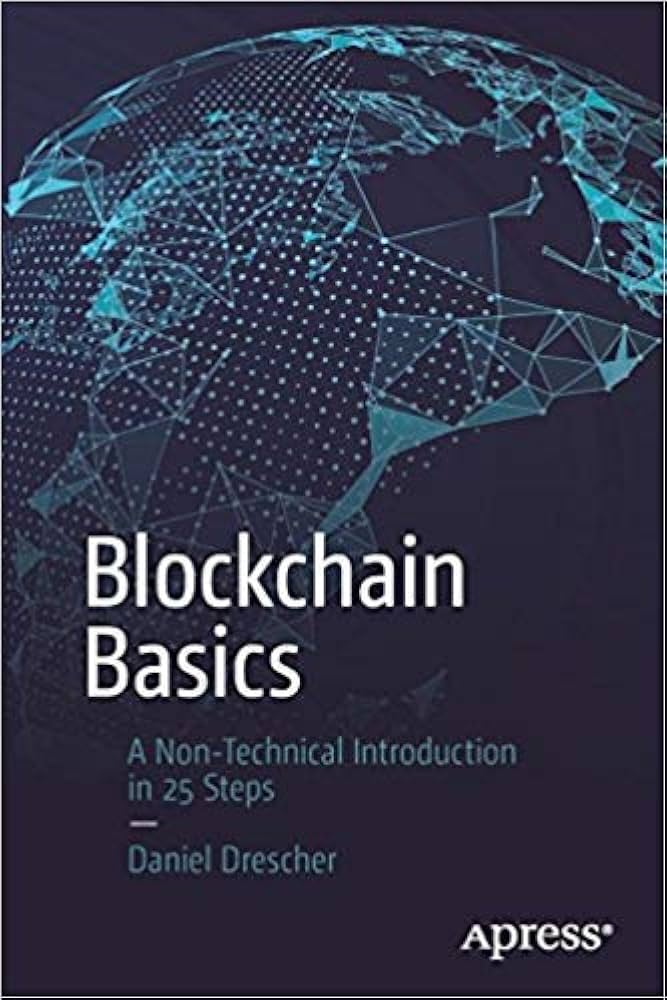 Blockchain
Basics
A Non-Technical Introduction
in 25 Steps
Daniel Drescher
Apress®